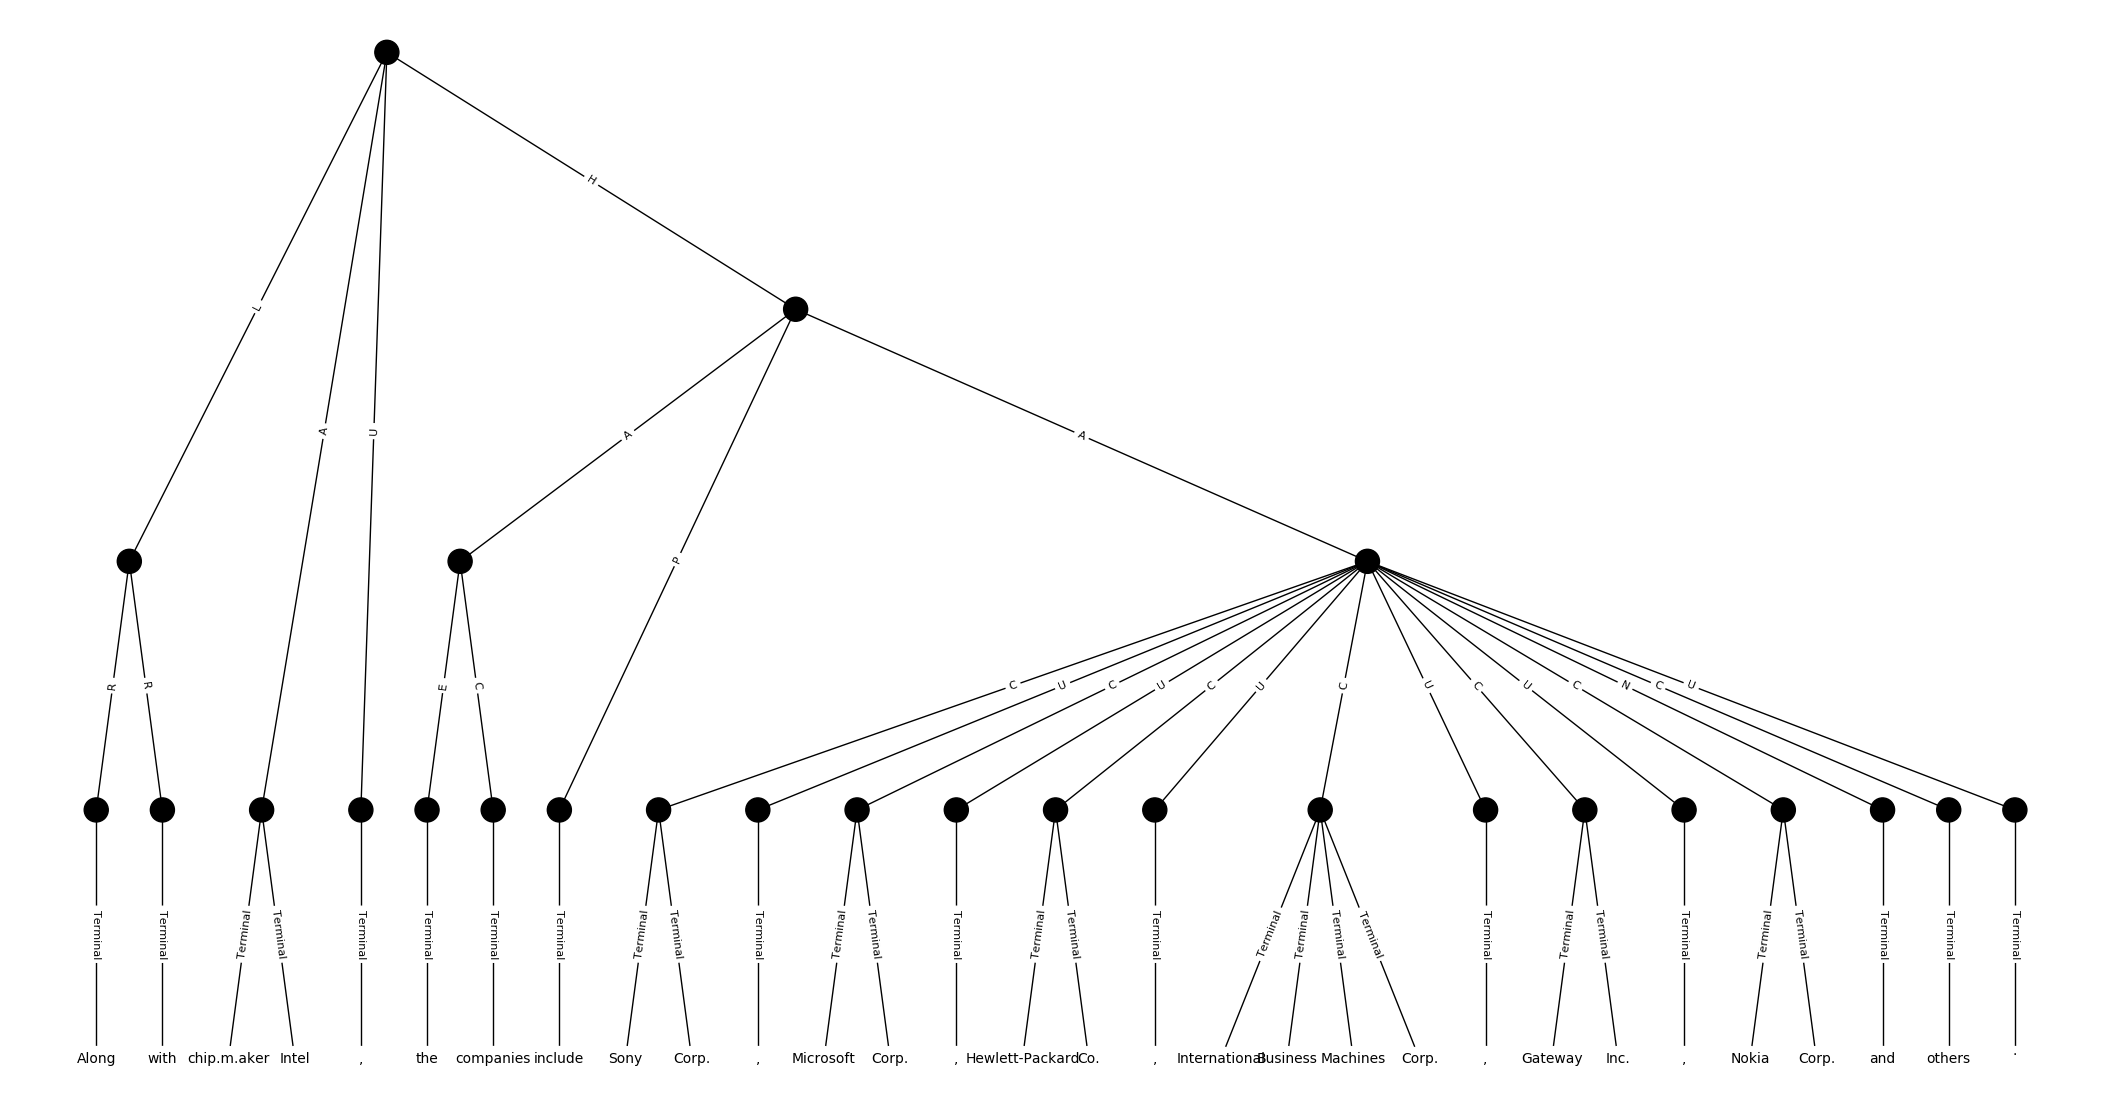 H
L
A
U
A
A
P
R
R
E
C
C
U
C
U
C
U
C
U
C
U
C
N
C
U
Terminal Terminal Terminal Terminal Terminal Terminal Terminal Terminal Terminal Terminal Terminal Terminal Terminal Terminal Terminal Terminal Terminal Terminal Terminal Terminal Terminal Terminal Terminal Terminal Terminal Terminal Terminal Terminal Terminal Terminal
Along with chip.m.aker Intel , the companies include Sony Corp. , Microsoft Corp. , Hewlett-Packard Co. , International Business Machines Corp. , Gateway Inc. , Nokia Corp. and others .